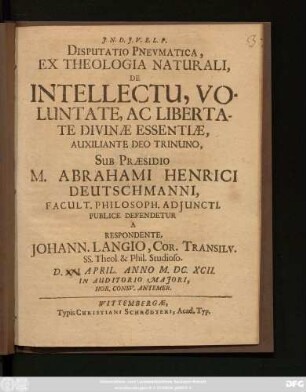 J. N. D. J. V. E. L. P.
DISPUTATIO PNEVMATICA,
EX THEOLOGIA NATURALI,
DE
INTELLECTU, VO-
LUNTATE, AC LIBERTA-
TE DIVINÆ ESSENTIÆ,
AUXILIANTE DEO TRINUNO,
SUB PRÆSIDIO
M. ABRAHAMI HENRICI
DEUTSCHMANNI,
FACULT. PHILOSOPH. ADJUNCTI.
PUBLICE DEFENDETUR
A
RESPONDENTE.
JOHANN. LANGIO, COR. TRANSILV.
SS. Theol. & Phil. Studioso.
D. APRIL. ANNO M. DC. XCII.
IN AUDITORIO MAJORI,
HOR. CONSV. ANTEMER.
WITTEMBERGÆ,
Typis CHRISTIANI SCHRÖDTERI, Acad. Typ.